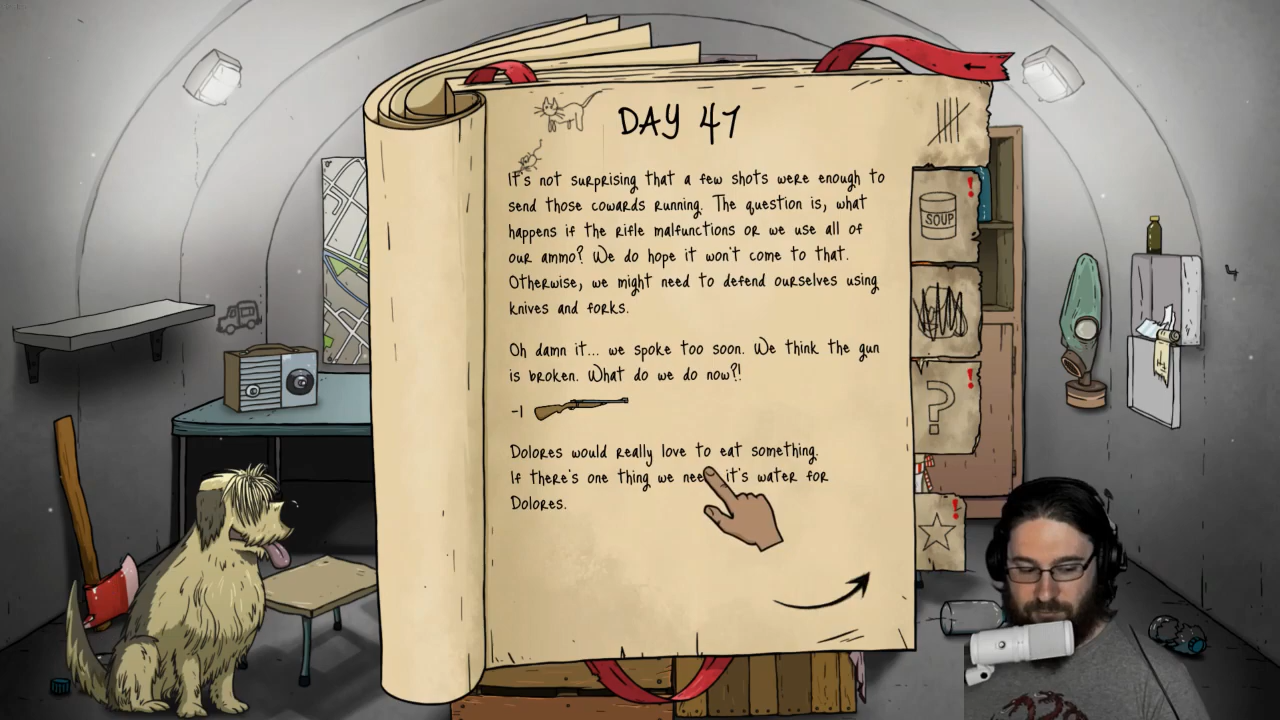 DAY 47
It's not surprising that a few shots were enough to
send those cowards running. The question is, what
happens if the rifle malfunctions or we use all of
our ammo? We do hope it won't come to that.
Otherwise, we might need to defend ourselves using
knives and forks.
Oh damn it... we spoke too soon. We think the gun
is broken. What do we do now?!
-1
Dolores would really love to eat something.
If there's one thing we need it's water for
Dolores.
!
SOUP
!
?
!